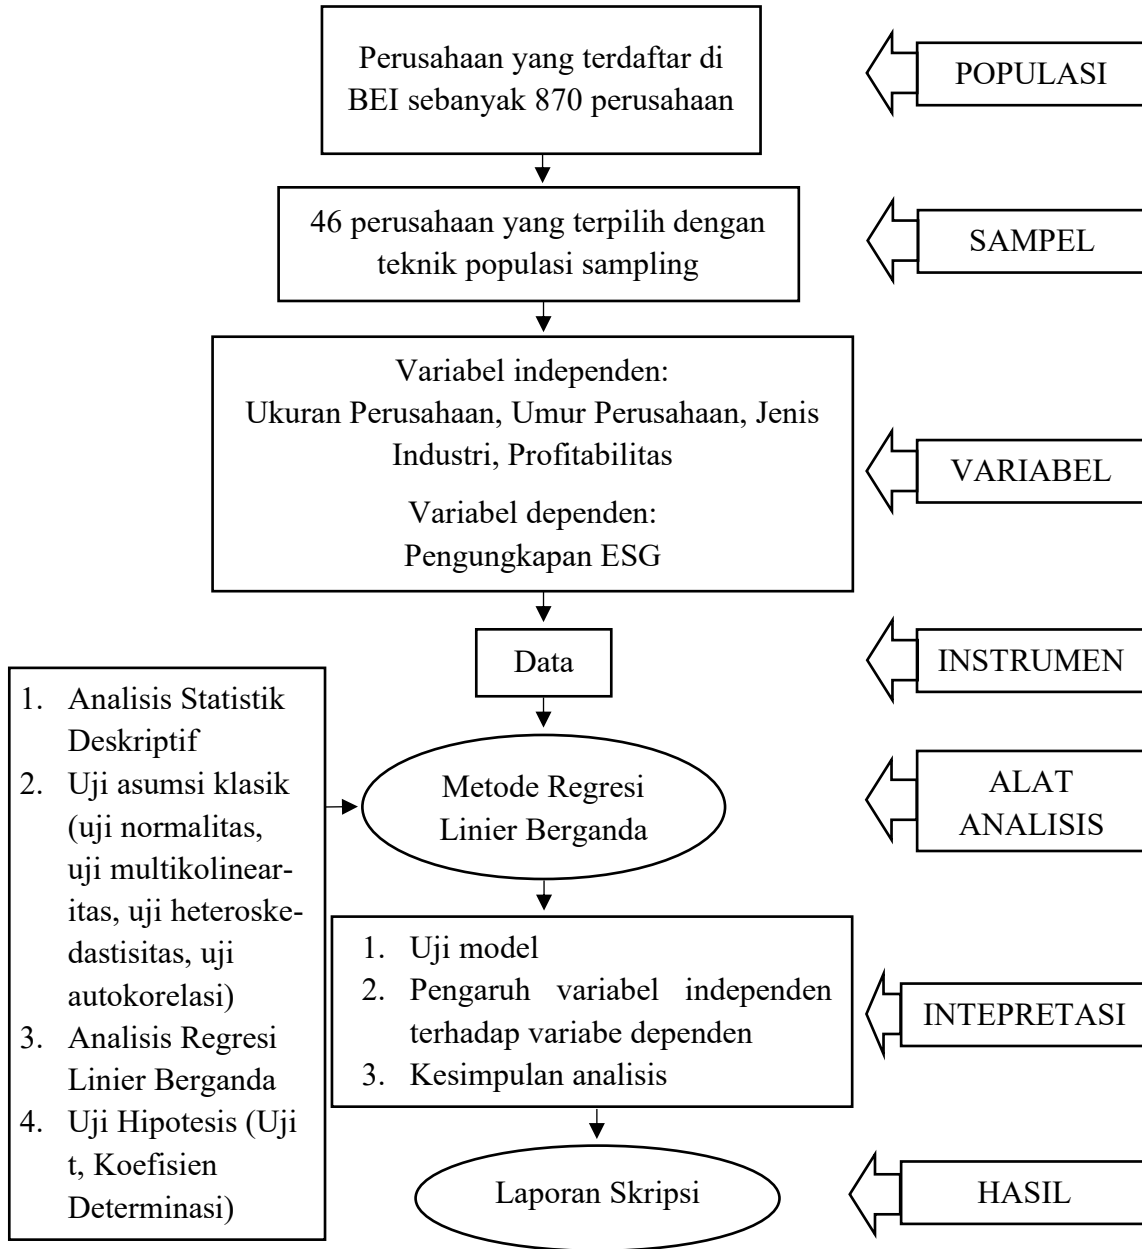 Perusahaan yang terdaftar di
BEI sebanyak 870 perusahaan
POPULASI
46 perusahaan yang terpilih dengan
teknik populasi sampling
SAMPEL
Variabel independen:
Ukuran Perusahaan, Umur Perusahaan, Jenis
Industri, Profitabilitas
Variabel dependen:
Pengungkapan ESG
VARIABEL
Data
INSTRUMEN
1. Analisis Statistik
Deskriptif
2. Uji asumsi klasik
(uji normalitas,
uji multikolinear-
itas, uji heteroske-
dastisitas, uji
autokorelasi)
3. Analisis Regresi
Linier Berganda
4. Uji Hipotesis (Uji
t, Koefisien
Determinasi)
Metode Regresi
Linier Berganda
ALAT
ANALISIS
1. Uji model
2. Pengaruh variabel independen
terhadap variabe dependen
3. Kesimpulan analisis
INTEPRETASI
Laporan Skripsi
HASIL